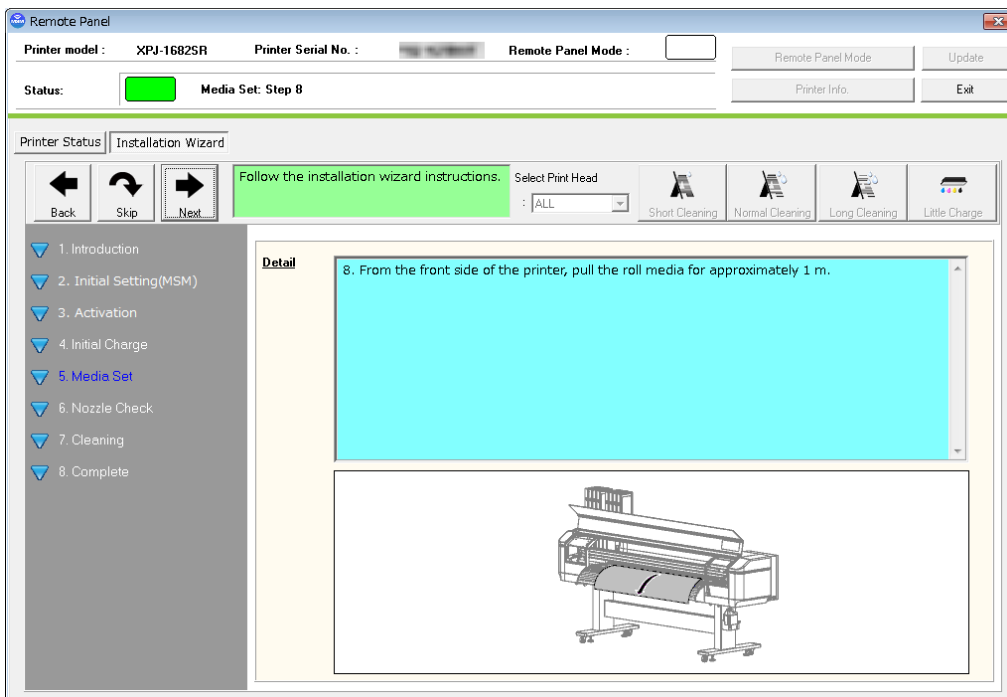 Remote Panel
Printer model : XPJ-1682SR Printer Serial No. : Remote Panel Mode :
Remote Panel Mode Update
Status: Media Set: Step 8
Printer Info. Exit
Printer Status Installation Wizard
Back Skip Next
Follow the installation wizard instructions.
Select Print Head
: ALL
Short Cleaning Normal Cleaning Long Cleaning Little Charge
1. Introduction
2. Initial Setting(MSM)
3. Activation
4. Initial Charge
5. Media Set
6. Nozzle Check
7. Cleaning
8. Complete
Detail
8. From the front side of the printer, pull the roll media for approximately 1 m.